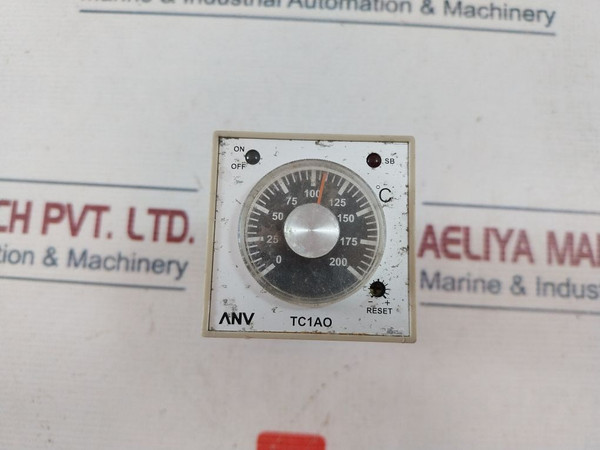 Marine & Industrial Automation & Machinery
CH PVT. LTD.
ation & Machinery
AELIYA MA
Marine & Indus
ON
OFF
SB
°C
0
25
50
75
100
125
150
175
200
- +
RESET
ANV
TC1AO